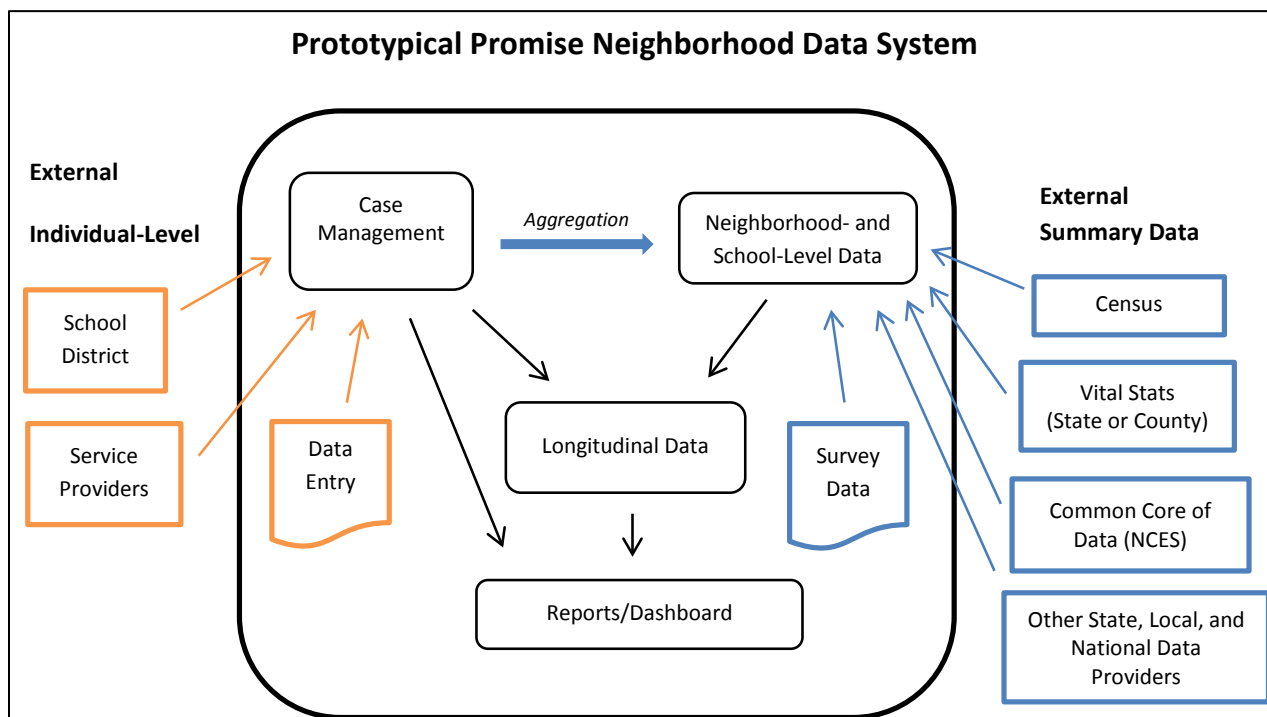 Prototypical Promise Neighborhood Data System
External
Individual-Level
School
District
Service
Providers
Case
Management
Aggregation
Neighborhood- and
School-Level Data
Data
Entry
Longitudinal Data
Survey
Data
Reports/Dashboard
External
Summary Data
Census
Vital Stats
(State or County)
Common Core of
Data (NCES)
Other State, Local, and
National Data
Providers